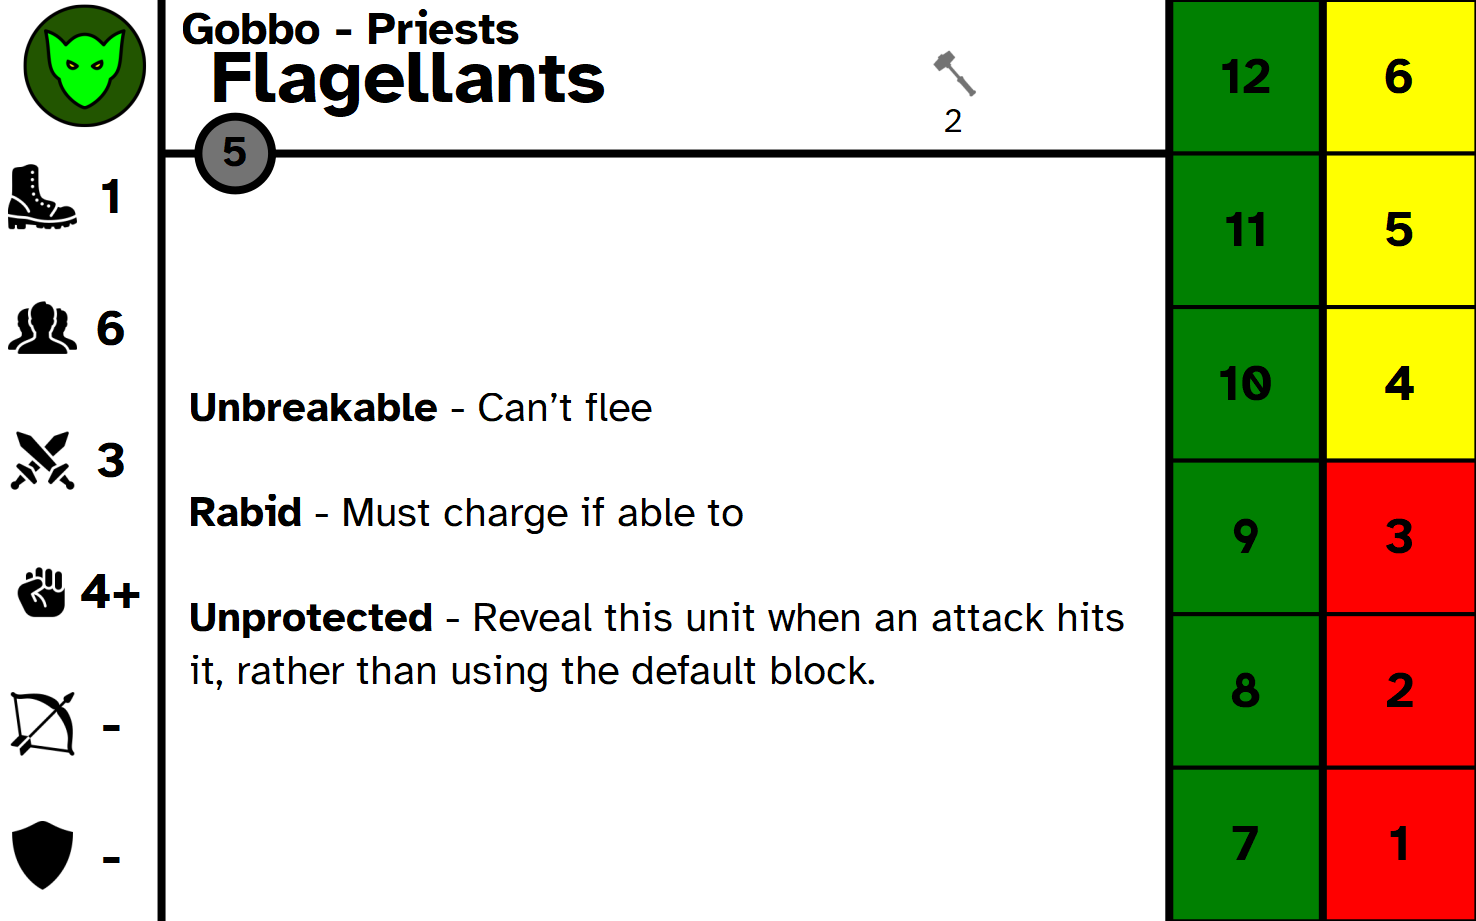 Gobbo - Priests
Flagellants
2
5
1
6
3
4+
-
-
Unbreakable - Can’t flee
Rabid - Must charge if able to
Unprotected - Reveal this unit when an attack hits
it, rather than using the default block.
12 6
11 5
10 4
9 3
8 2
7 1